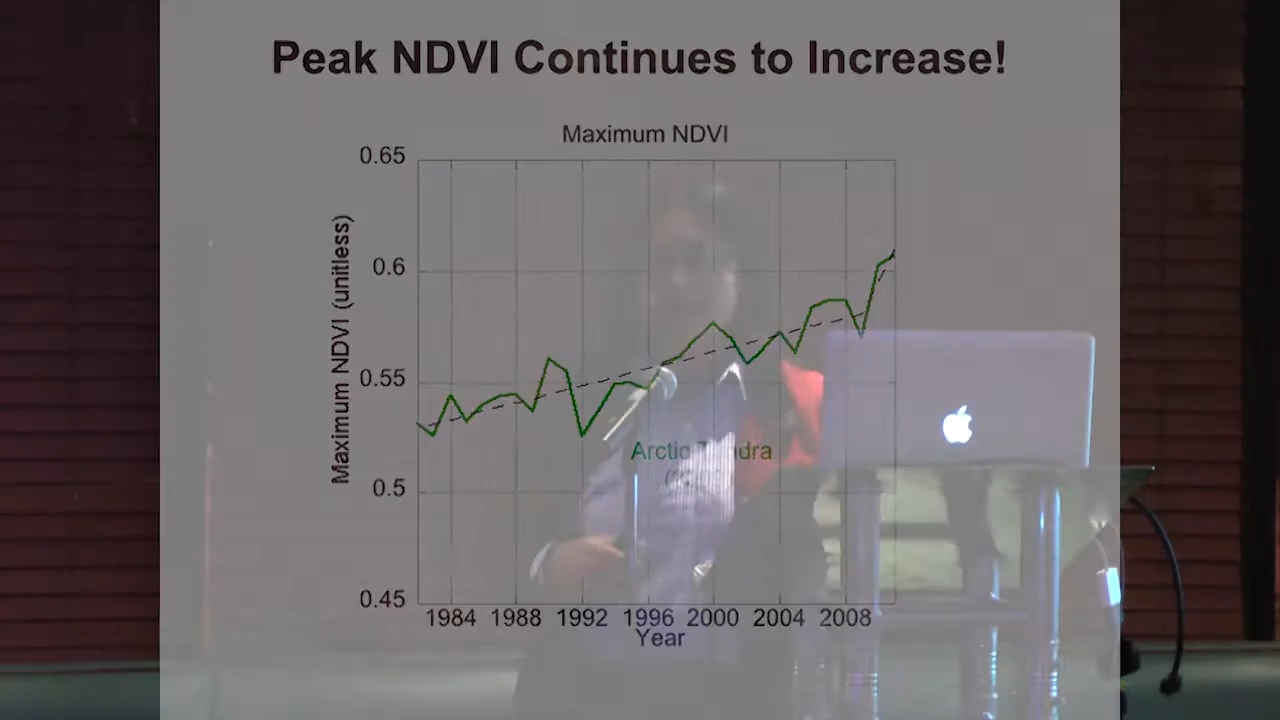 Peak NDVI Continues to Increase!
Maximum NDVI
0.65
0.6
0.55
0.5
0.45
Maximum NDVI (unitless)
Arctic
1984 1988 1992 1996 2000 2004 2008
Year